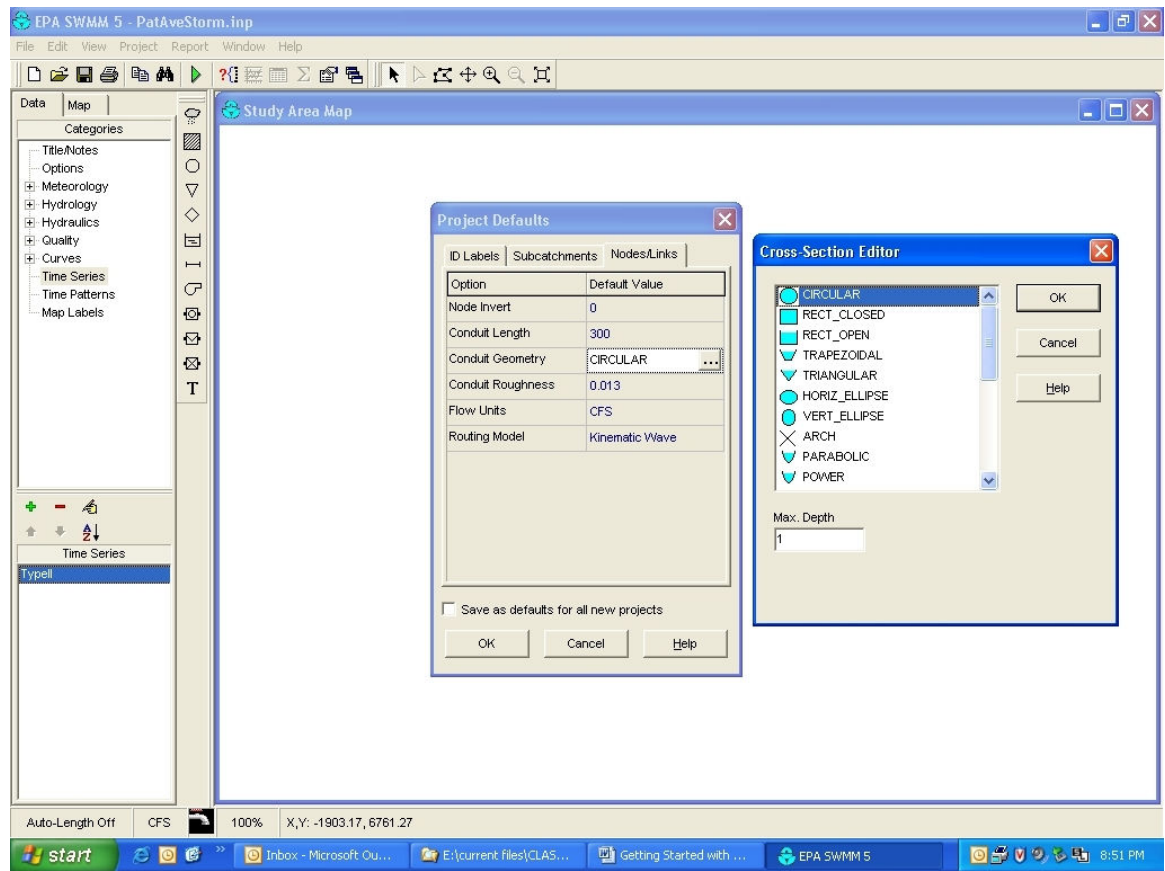 EPA SWMM 5 - PatAveStorm.inp
File Edit View Project Report Window Help
Data Map
Categories
Title/Notes
Options
Meteorology
Hydrology
Hydraulics
Quality
Curves
Time Series
Time Patterns
Map Labels
T
Time Series
TypeII
Study Area Map
Project Defaults
ID Labels Subcatchments Nodes/Links
Option Default Value
Node Invert 0
Conduit Length 300
Conduit Geometry CIRCULAR ...
Conduit Roughness 0.013
Flow Units CFS
Routing Model Kinematic Wave
Save as defaults for all new projects
OK Cancel Help
Cross-Section Editor
CIRCULAR
RECT_CLOSED
RECT_OPEN
TRAPEZOIDAL
TRIANGULAR
HORIZ_ELLIPSE
VERT_ELLIPSE
ARCH
PARABOLIC
POWER
OK
Cancel
Help
Max. Depth
1
Auto-Length Off CFS 100% X,Y: -1903.17, 6761.27
start Inbox - Microsoft Ou... E:\current files\CLAS... Getting Started with ... EPA SWMM 5 8:51 PM